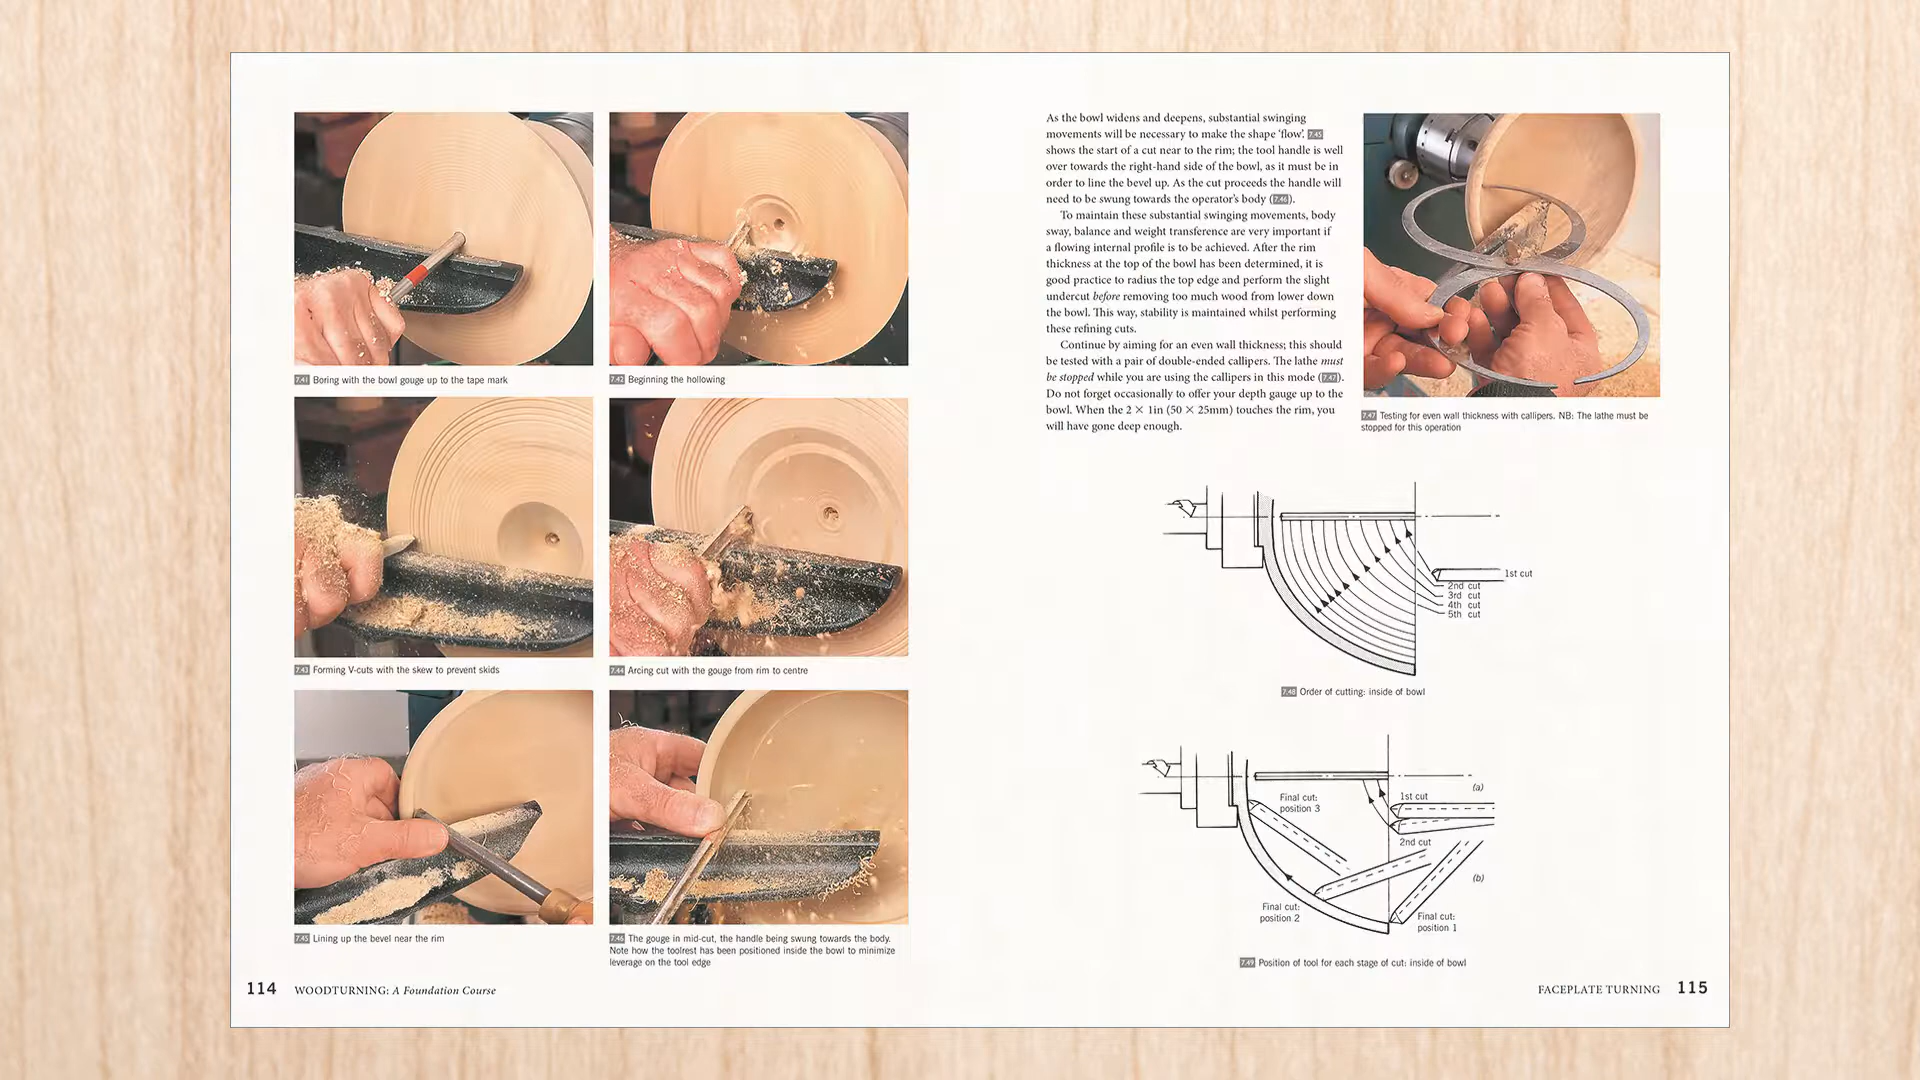 7.41 Boring with the bowl gouge up to the tape mark
7.42 Beginning the hollowing
7.43 Forming V-cuts with the skew to prevent skids
7.44 Arcing cut with the gouge from rim to centre
7.45 Lining up the bevel near the rim
7.46 The gouge in mid-cut, the handle being swung towards the body.
Note how the toolrest has been positioned inside the bowl to minimize
leverage on the tool edge
114 WOODTURNING: A Foundation Course
As the bowl widens and deepens, substantial swinging
movements will be necessary to make the shape ‘flow’. 7.45
shows the start of a cut near to the rim; the tool handle is well
over towards the right-hand side of the bowl, as it must be in
order to line the bevel up. As the cut proceeds the handle will
need to be swung towards the operator’s body (7.46).
To maintain these substantial swinging movements, body
sway, balance and weight transference are very important if
a flowing internal profile is to be achieved. After the rim
thickness at the top of the bowl has been determined, it is
good practice to radius the top edge and perform the slight
undercut before removing too much wood from lower down
the bowl. This way, stability is maintained whilst performing
these refining cuts.
Continue by aiming for an even wall thickness; this should
be tested with a pair of double-ended callipers. The lathe must
be stopped while you are using the callipers in this mode (7.47).
Do not forget occasionally to offer your depth gauge up to the
bowl. When the 2 × 1in (50 × 25mm) touches the rim, you
will have gone deep enough.
7.47 Testing for even wall thickness with callipers. NB: The lathe must be
stopped for this operation
1st cut
2nd cut
3rd cut
4th cut
5th cut
7.48 Order of cutting: inside of bowl
(a)
1st cut
Final cut:
position 3
2nd cut
(b)
Final cut:
position 2
Final cut:
position 1
7.49 Position of tool for each stage of cut: inside of bowl
FACEPLATE TURNING 115